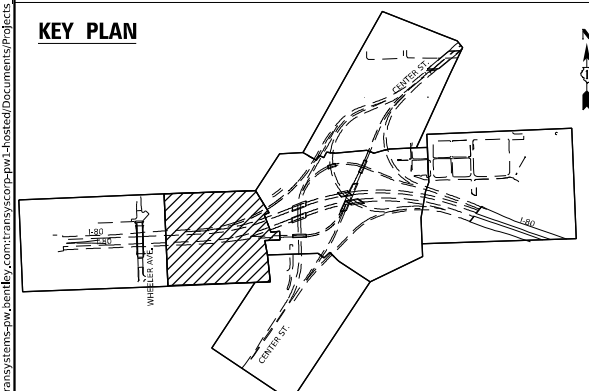 KEY PLAN
N
CENTER ST.
I-80
I-80
WHEELER AVE.
I-80
CENTER ST.
ransystems-pw.bentley.com:transyscorp-pw1-hosted/Documents/Projects